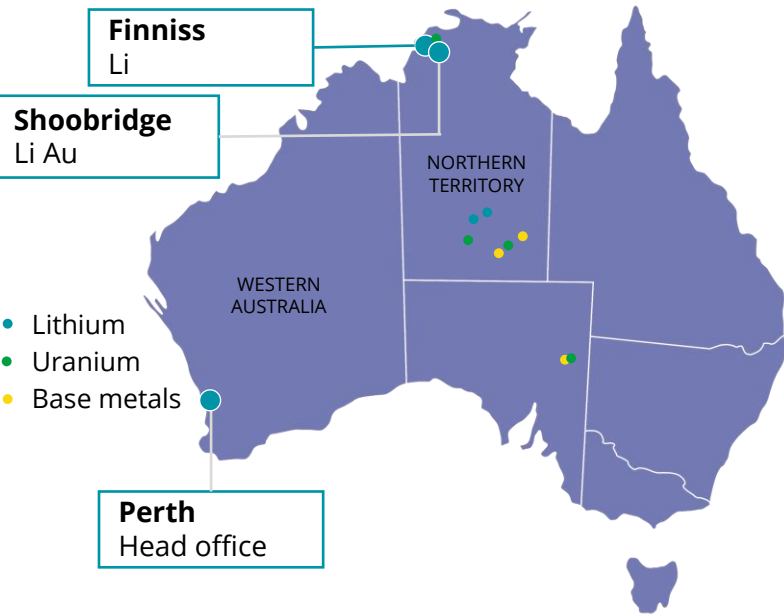 Finniss
Li
Shoobridge
Li Au
NORTHERN
TERRITORY
WESTERN
AUSTRALIA
Lithium
Uranium
Base metals
Perth
Head office